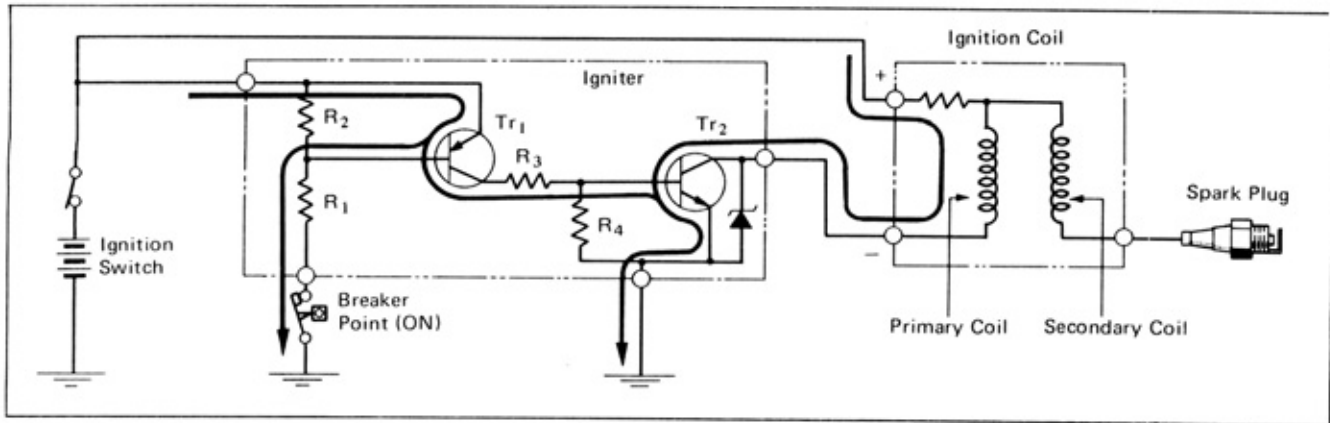 Ignition Coil
+
Igniter
R2
Tr1
Tr2
R3
R1
R4
Spark Plug
Ignition
Switch
−
Breaker
Point (ON)
Primary Coil
Secondary Coil